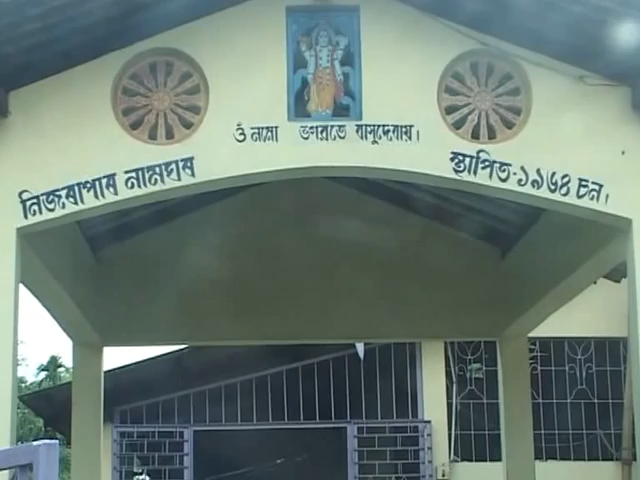 ওঁ নমো ভগৱতে বাসুদেবায়।
নিজৰাপাৰ নামঘৰ
স্থাপিত-১৯৬৪ চন।